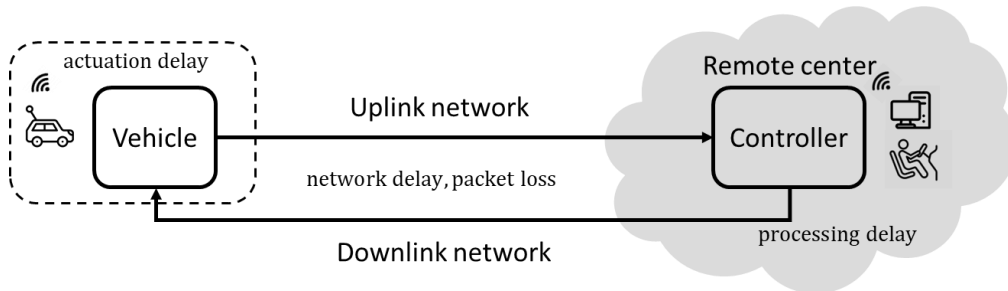 actuation delay
Vehicle
Uplink network
network delay, packet loss
Downlink network
Remote center
Controller
processing delay